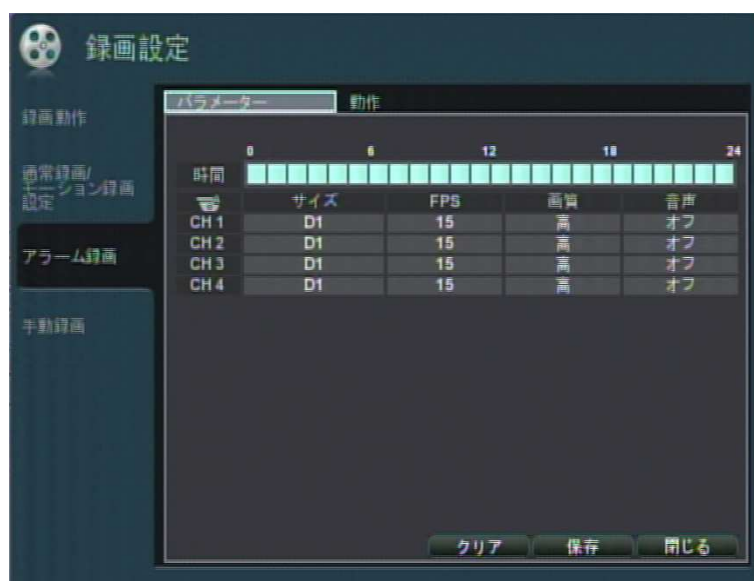 録画設定
録画動作
通常録画/
モーション録画
設定
アラーム録画
手動録画
パラメーター 動作
0 6 12 18 24
時間
サイズ FPS 画質 音声
CH 1 D1 15 高 オフ
CH 2 D1 15 高 オフ
CH 3 D1 15 高 オフ
CH 4 D1 15 高 オフ
クリア 保存 閉じる